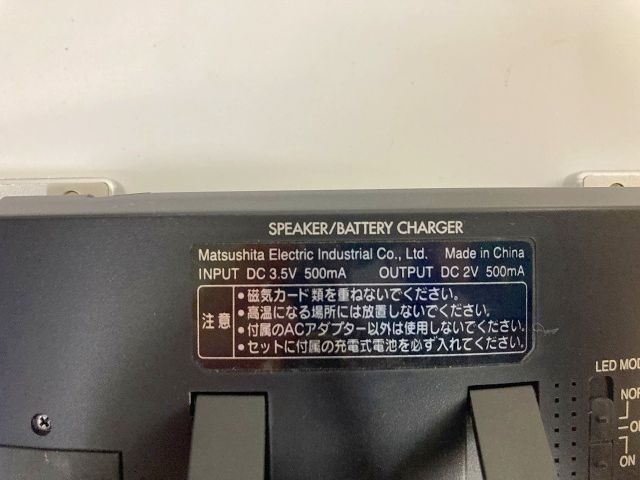 SPEAKER/BATTERY CHARGER
Matsushita Electric Industrial Co., Ltd. Made in China
INPUT DC 3.5V 500mA OUTPUT DC 2V 500mA
注意
•磁気カード類を重ねないでください。
•高温になる場所には放置しないでください。
•付属のACアダプター以外は使用しないでください。
•セットに付属の充電式電池を必ず入れてください。
LED MOD
NOR
ON